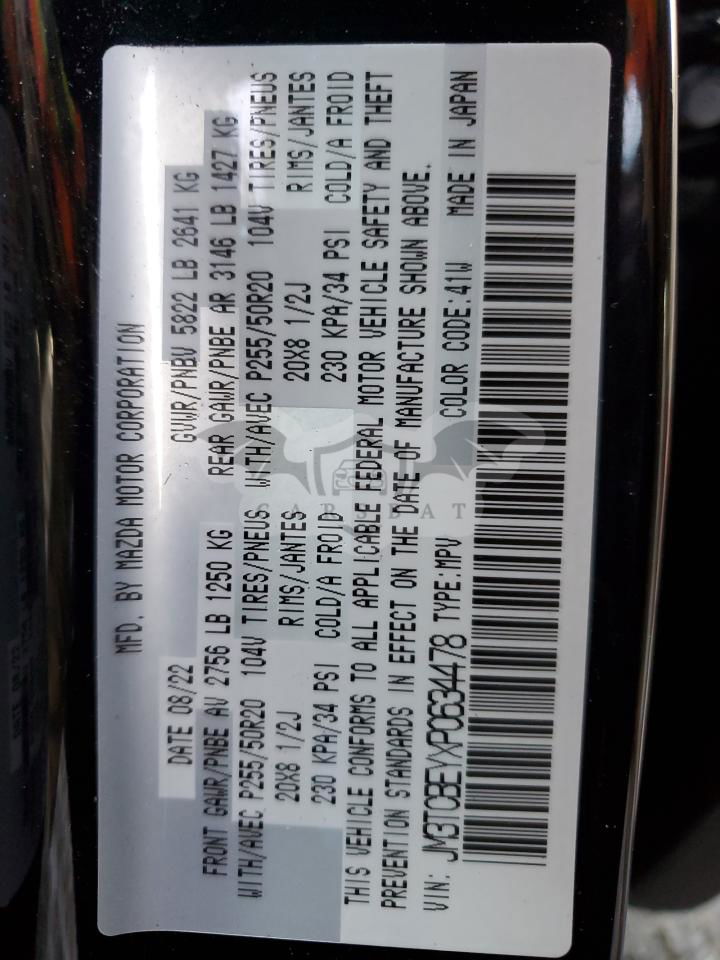 MFD. BY MAZDA MOTOR CORPORATION
DATE 08/22 GVWR/PNBV 5822 LB 2641 KG
FRONT GAWR/PNBE AV 2756 LB 1250 KG REAR GAWR/PNBE AR 3146 LB 1427 KG
WITH/AVEC P255/50R20 104V TIRES/PNEUS WITH/AVEC P255/50R20 104V TIRES/PNEUS
20X8 1/2J RIMS/JANTES 20X8 1/2J RIMS/JANTES
230 KPA/34 PSI COLD/A FROID 230 KPA/34 PSI COLD/A FROID
THIS VEHICLE CONFORMS TO ALL APPLICABLE FEDERAL MOTOR VEHICLE SAFETY AND THEFT
PREVENTION STANDARDS IN EFFECT ON THE DATE OF MANUFACTURE SHOWN ABOVE.
VIN: JM3TCBEYXP0634478 TYPE:MPV COLOR CODE:41W MADE IN JAPAN
CARSBAT